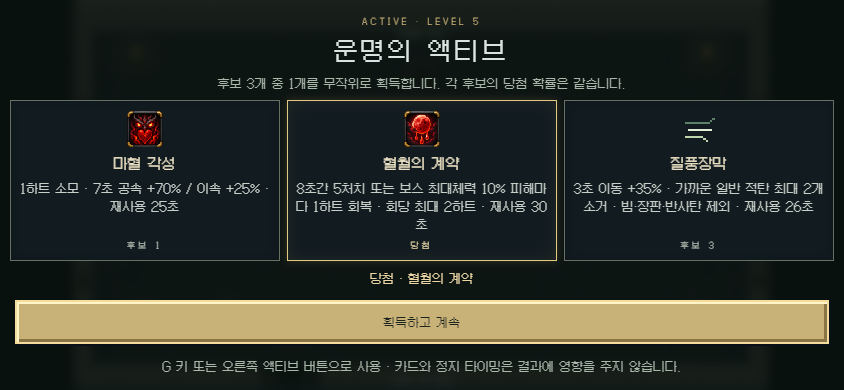 ACTIVE · LEVEL 5
운명의 액티브
후보 3개 중 1개를 무작위로 획득합니다. 각 후보의 당첨 확률은 같습니다.
마혈 각성
1하트 소모 · 7초 공속 +70% / 이속 +25% ·
재사용 25초
후보 1
혈월의 계약
8초간 5처치 또는 보스 최대체력 10% 피해마
다 1하트 회복 · 회당 최대 2하트 · 재사용 30
초
당첨
질풍장막
3초 이동 +35% · 가까운 일반 적탄 최대 2개
소거 · 빔·장판·반사탄 제외 · 재사용 26초
후보 3
당첨 · 혈월의 계약
획득하고 계속
G 키 또는 오른쪽 액티브 버튼으로 사용 · 카드와 정지 타이밍은 결과에 영향을 주지 않습니다.